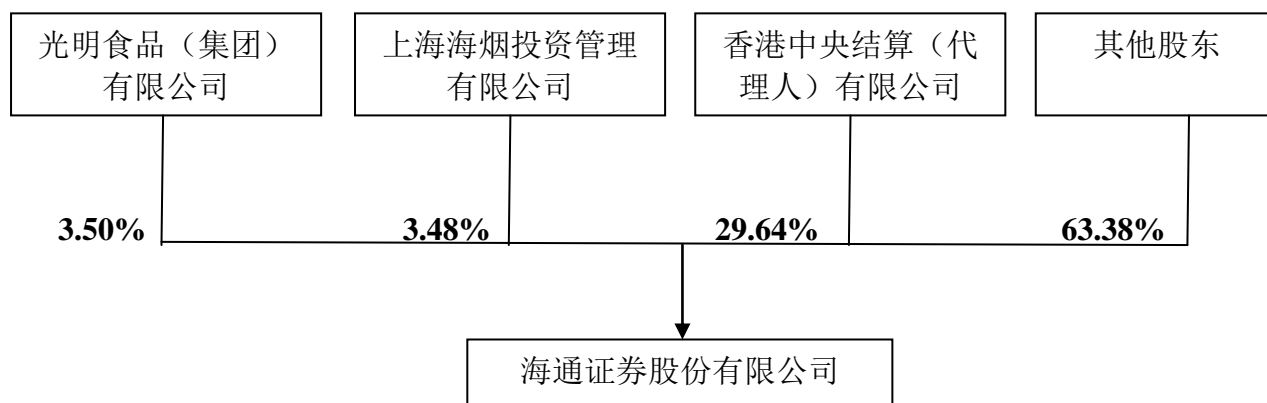 光明食品（集团）
有限公司
上海海烟投资管理
有限公司
香港中央结算（代
理人）有限公司
其他股东
3.50%
3.48%
29.64%
63.38%
海通证券股份有限公司